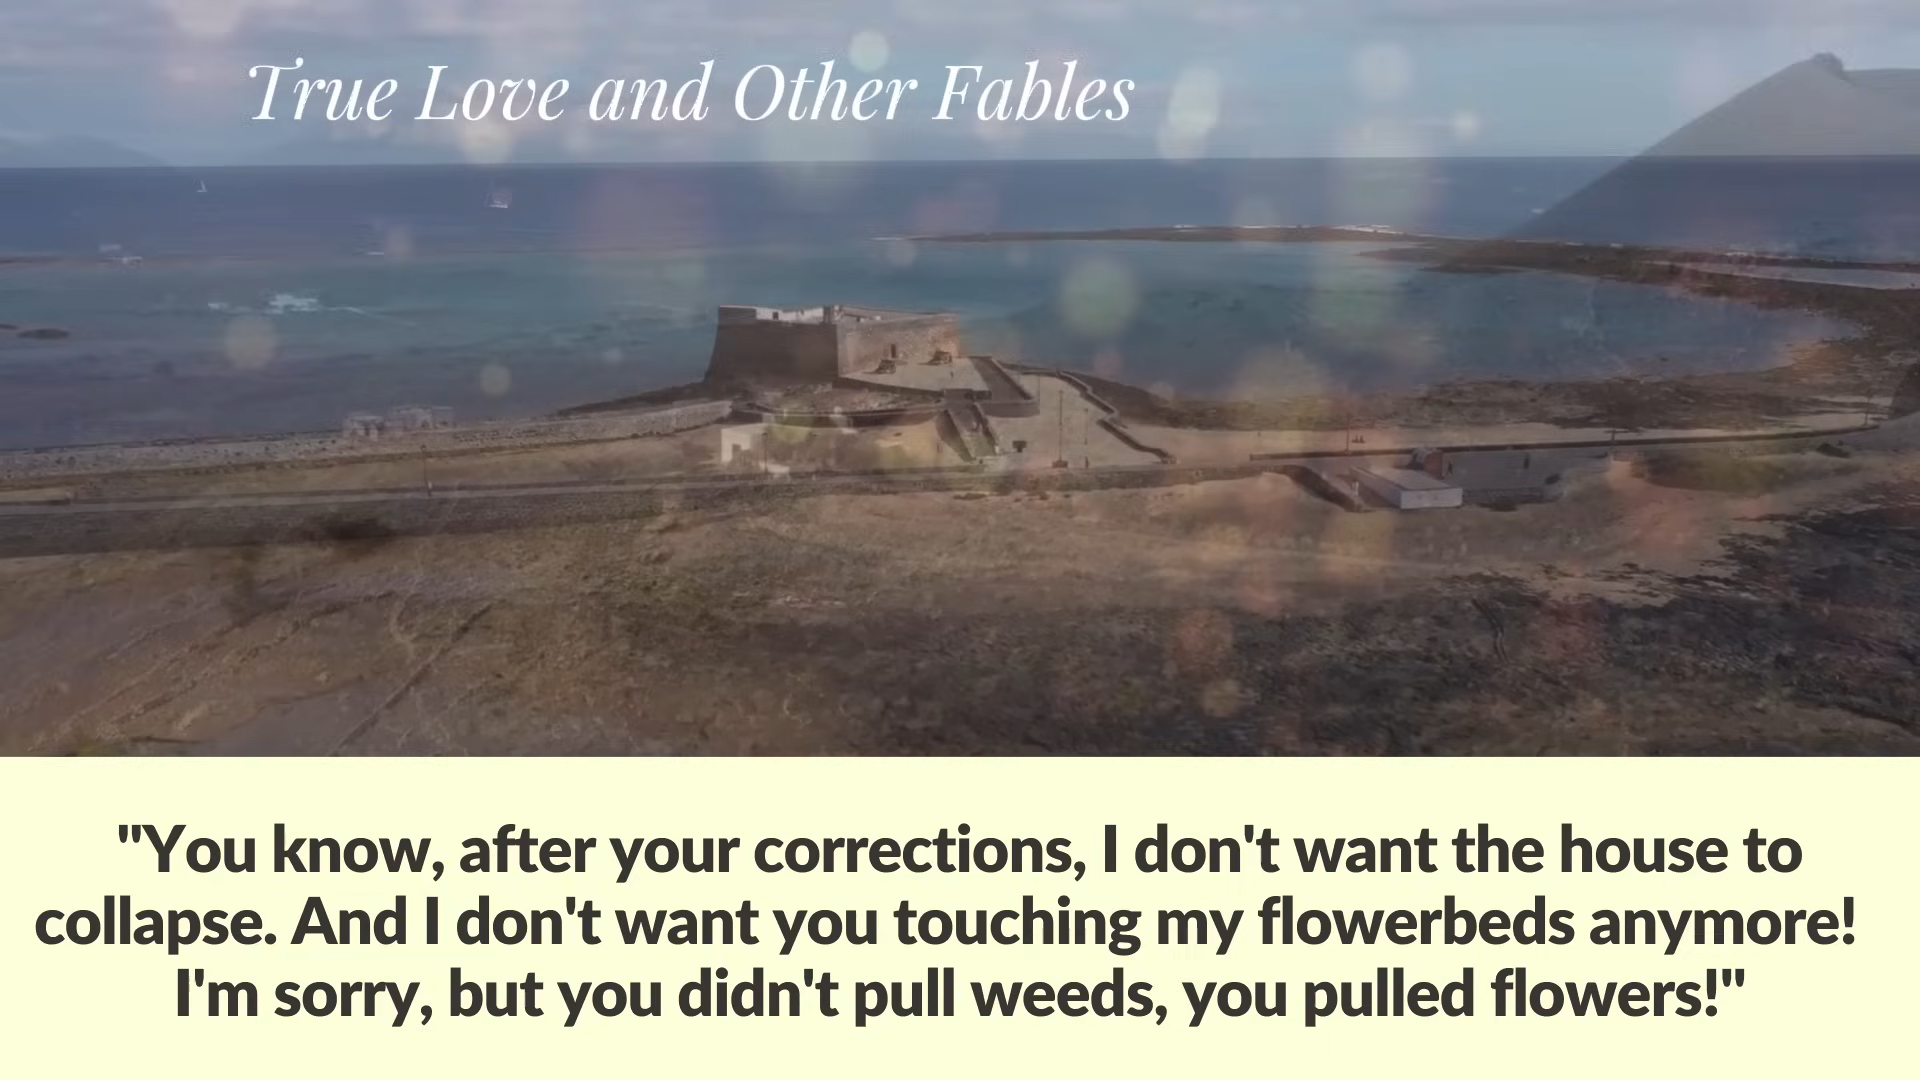 True Love and Other Fables
"You know, after your corrections, I don't want the house to
collapse. And I don't want you touching my flowerbeds anymore!
I'm sorry, but you didn't pull weeds, you pulled flowers!"